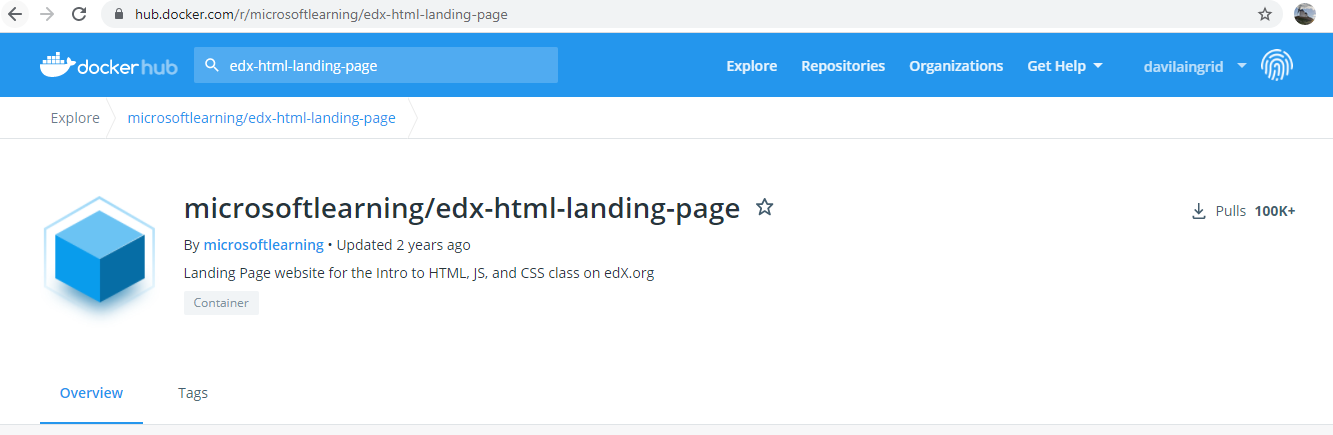 hub.docker.com/r/microsoftlearning/edx-html-landing-page
dockerhub
edx-html-landing-page
Explore
Repositories
Organizations
Get Help
davilaingrid
Explore
microsoftlearning/edx-html-landing-page
microsoftlearning/edx-html-landing-page
Pulls 100K+
By microsoftlearning • Updated 2 years ago
Landing Page website for the Intro to HTML, JS, and CSS class on edX.org
Container
Overview
Tags